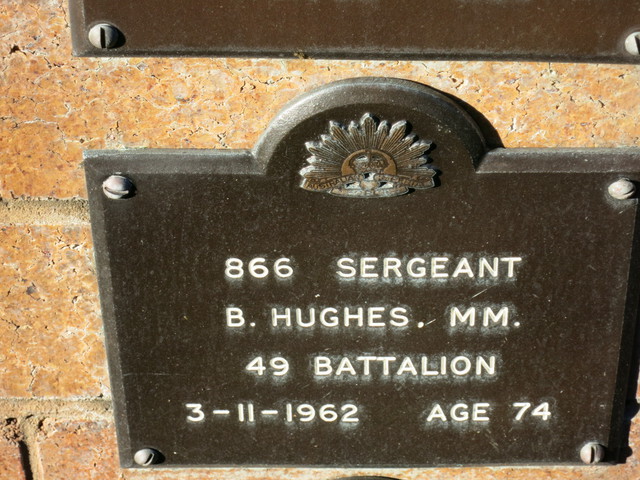 866 SERGEANT
B. HUGHES. MM.
49 BATTALION
3-11-1962 AGE 74